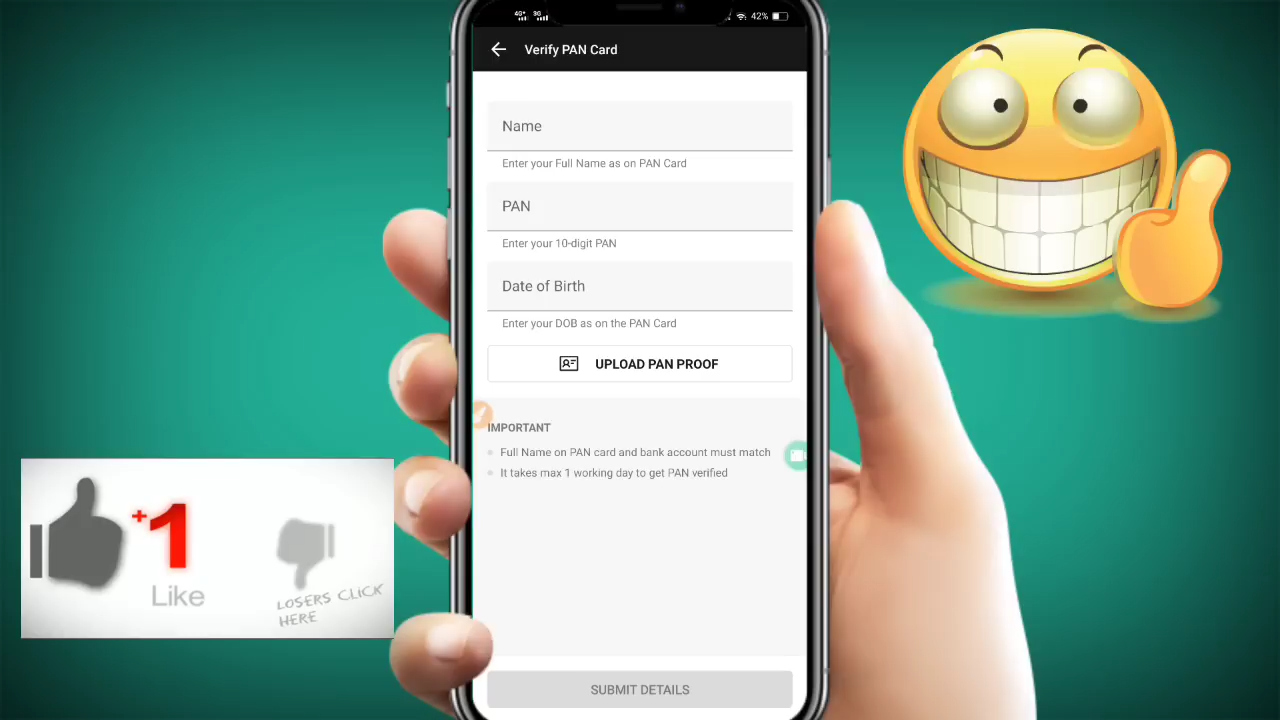 4G+ 3G 42%
Verify PAN Card
Name
Enter your Full Name as on PAN Card
PAN
Enter your 10-digit PAN
Date of Birth
Enter your DOB as on the PAN Card
UPLOAD PAN PROOF
IMPORTANT
Full Name on PAN card and bank account must match
It takes max 1 working day to get PAN verified
SUBMIT DETAILS
+1
Like
LOSERS CLICK
HERE